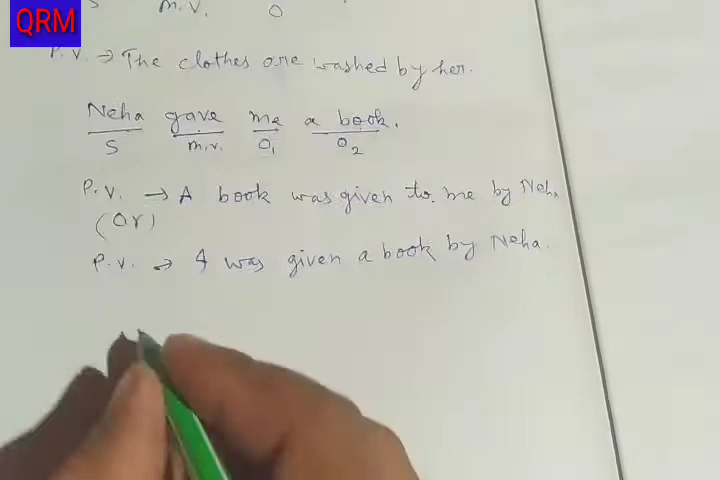 QRM
S M.V. O
P.V. → The clothes are washed by her.
Neha gave me a book.
S m.v. O1 O2
P.V. → A book was given to me by Neha
(Or)
P.V. → I was given a book by Neha.